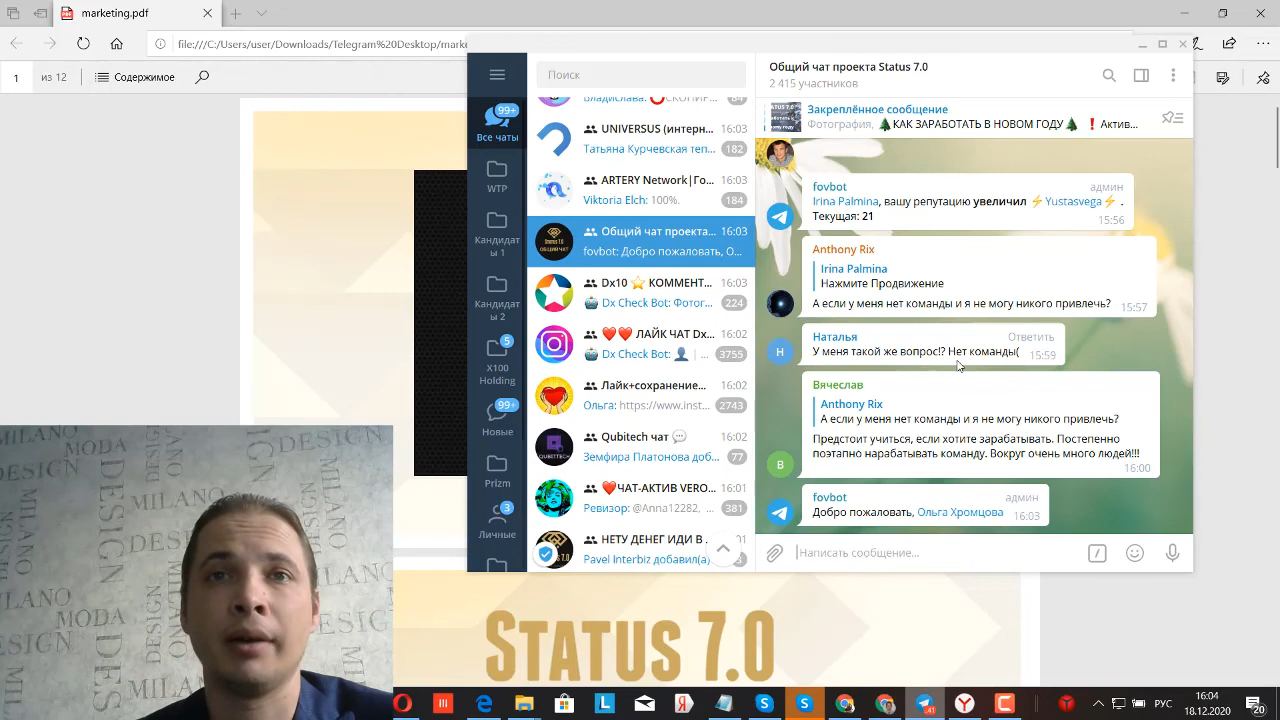 marketing.pdf
file:///C:/Users/user/Downloads/Telegram%20Desktop/mark
1 из 12 Содержимое
99+
Все чаты
WTP
Кандидат
ы 1
Кандидат
ы 2
5
X100
Holding
99+
Новые
Prlzm
3
Личные
Поиск
84
UNIVERSUS (интерн... 16:03
Татьяна Курчевская теп... 182
ARTERY Network|Го... 16:03
Viktoria Elch: 100%. 184
Общий чат проекта... 16:03
fovbot: Добро пожаловать, О...
Dx10 ⭐ КОММЕНТ... 16:03
Dx Check Bot: Фотог... 224
❤️❤️ ЛАЙК ЧАТ Dx... 16:02
Dx Check Bot: 👤 | ... 3755
Лайк+сохранение... 16:02
Ольга: https://www.inst... 2743
Qubitech чат 💬 16:02
Земфира Платонова доб... 77
❤️ЧАТ-АКТИВ VERO... 16:01
Ревизор: @Anna12282, ... 381
НЕТУ ДЕНЕГ ИДИ В
Pavel Interbiz добавил(а)
Общий чат проекта Status 7.0
2 415 участников
Закреплённое сообщение
Фотография, 🌲КАК ЗАРАБОТАТЬ В НОВОМ ГОДУ🌲 ❗ Актив...
fovbot админ
Irina Palmina, вашу репутацию увеличил ⚡Yustasvega⚡ .
Текущая: 21 15:56
Anthony Rix
Irina Palmina
Нажмите Продвижение
А если у меня нет команды и я не могу никого привлечь? 15:57
Наталья Ответить
У меня такой же вопрос!? Нет команды( 15:59
Вячеслав
Anthony Rix
А если у меня нет команды и я не могу никого привлечь?
Предстоит учиться, если хотите зарабатывать. Постепенно
поэтапно нарабатывать команду. Вокруг очень много людей!!!
16:00
fovbot админ
Добро пожаловать, Ольга Хромцова 16:03
Написать сообщение...
STATUS 7.0
MODA
DESIGN
MILANO
РУС
16:04
18.12.2020
20